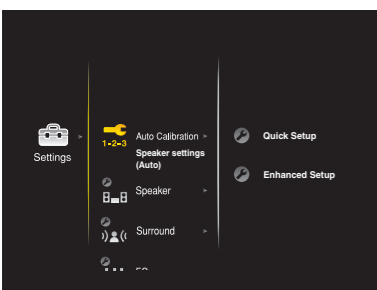 Settings
1-2-3
Auto Calibration
Speaker settings
(Auto)
Speaker
Surround
Quick Setup
Enhanced Setup